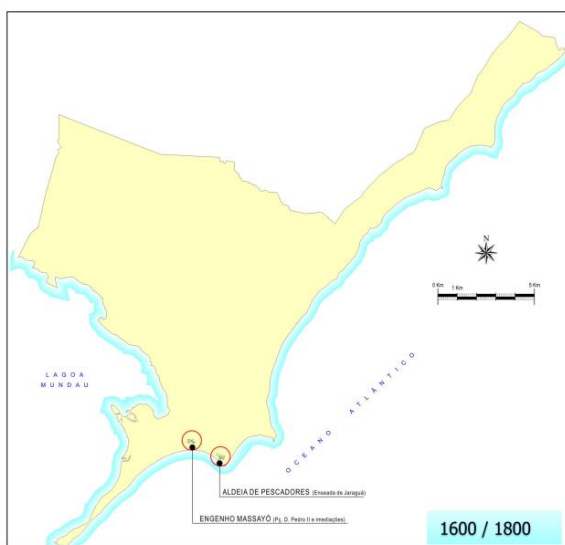 N
0 Km 1 Km 5 Km
LAGOA
MUNDAU
OCEANO ATLÂNTICO
ALDEIA DE PESCADORES (Enseada de Jaraguá)
ENGENHO MASSAYÓ (Pç. D. Pedro II e imediações)
1600 / 1800